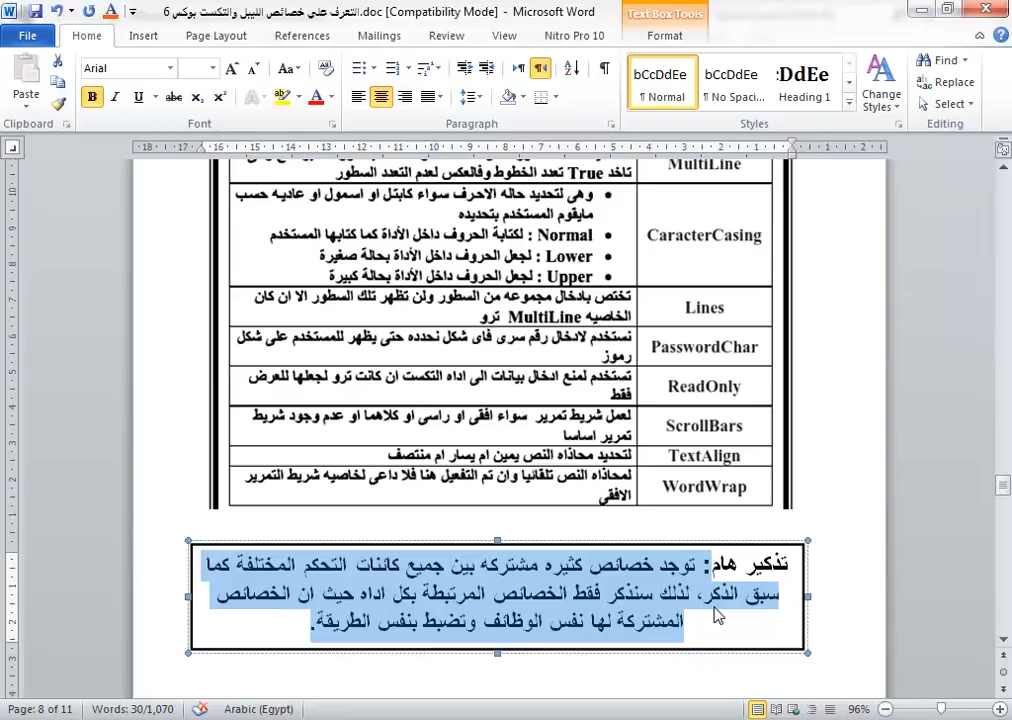 التعرف علي خصائص الليبل والتكست بوكس 6.doc [Compatibility Mode] - Microsoft Word
Text Box Tools
File Home Insert Page Layout References Mailings Review View Nitro Pro 10 Format
Paste
Arial
Aa
bCcDdEe bCcDdEe DdEe
¶ Normal ¶ No Spaci... Heading 1
Change Styles
Find
Replace
Select
Clipboard Font Paragraph Styles Editing
MultiLine
تاخد True تعدد الخطوط وفالعكس لعدم التعدد السطور
CaracterCasing
• وهى لتحديد حاله الاحرف سواء كابتل او اسمول او عاديه حسب
مايقوم المستخدم بتحديده
• Normal : لكتابة الحروف داخل الأداة كما كتابها المستخدم
• Lower : لجعل الحروف داخل الأداة بحالة صغيرة
• Upper : لجعل الحروف داخل الأداة بحالة كبيرة
Lines
تختص بادخال مجموعه من السطور ولن تظهر تلك السطور الا ان كان
الخاصيه MultiLine ترو
PasswordChar
نستخدم لادخال رقم سرى فاى شكل نحدده حتى يظهر للمستخدم على شكل
رموز
ReadOnly
تستخدم لمنع ادخال بيانات الى اداه التكست ان كانت ترو لجعلها للعرض
فقط
ScrollBars
لعمل شريط تمرير سواء افقى او راسى او كلاهما او عدم وجود شريط
تمرير اساسا
TextAlign
لتحديد محاذاه النص يمين ام يسار ام منتصف
WordWrap
لمحاذاه النص تلقائيا وان تم التفعيل هنا فلا داعى لخاصيه شريط التمرير
الافقى
تذكير هام: توجد خصائص كثيره مشتركه بين جميع كائنات التحكم المختلفة كما
سبق الذكر، لذلك سنذكر فقط الخصائص المرتبطة بكل اداه حيث ان الخصائص
المشتركة لها نفس الوظائف وتضبط بنفس الطريقة.
Page: 8 of 11 Words: 30/1,070 Arabic (Egypt) 96%